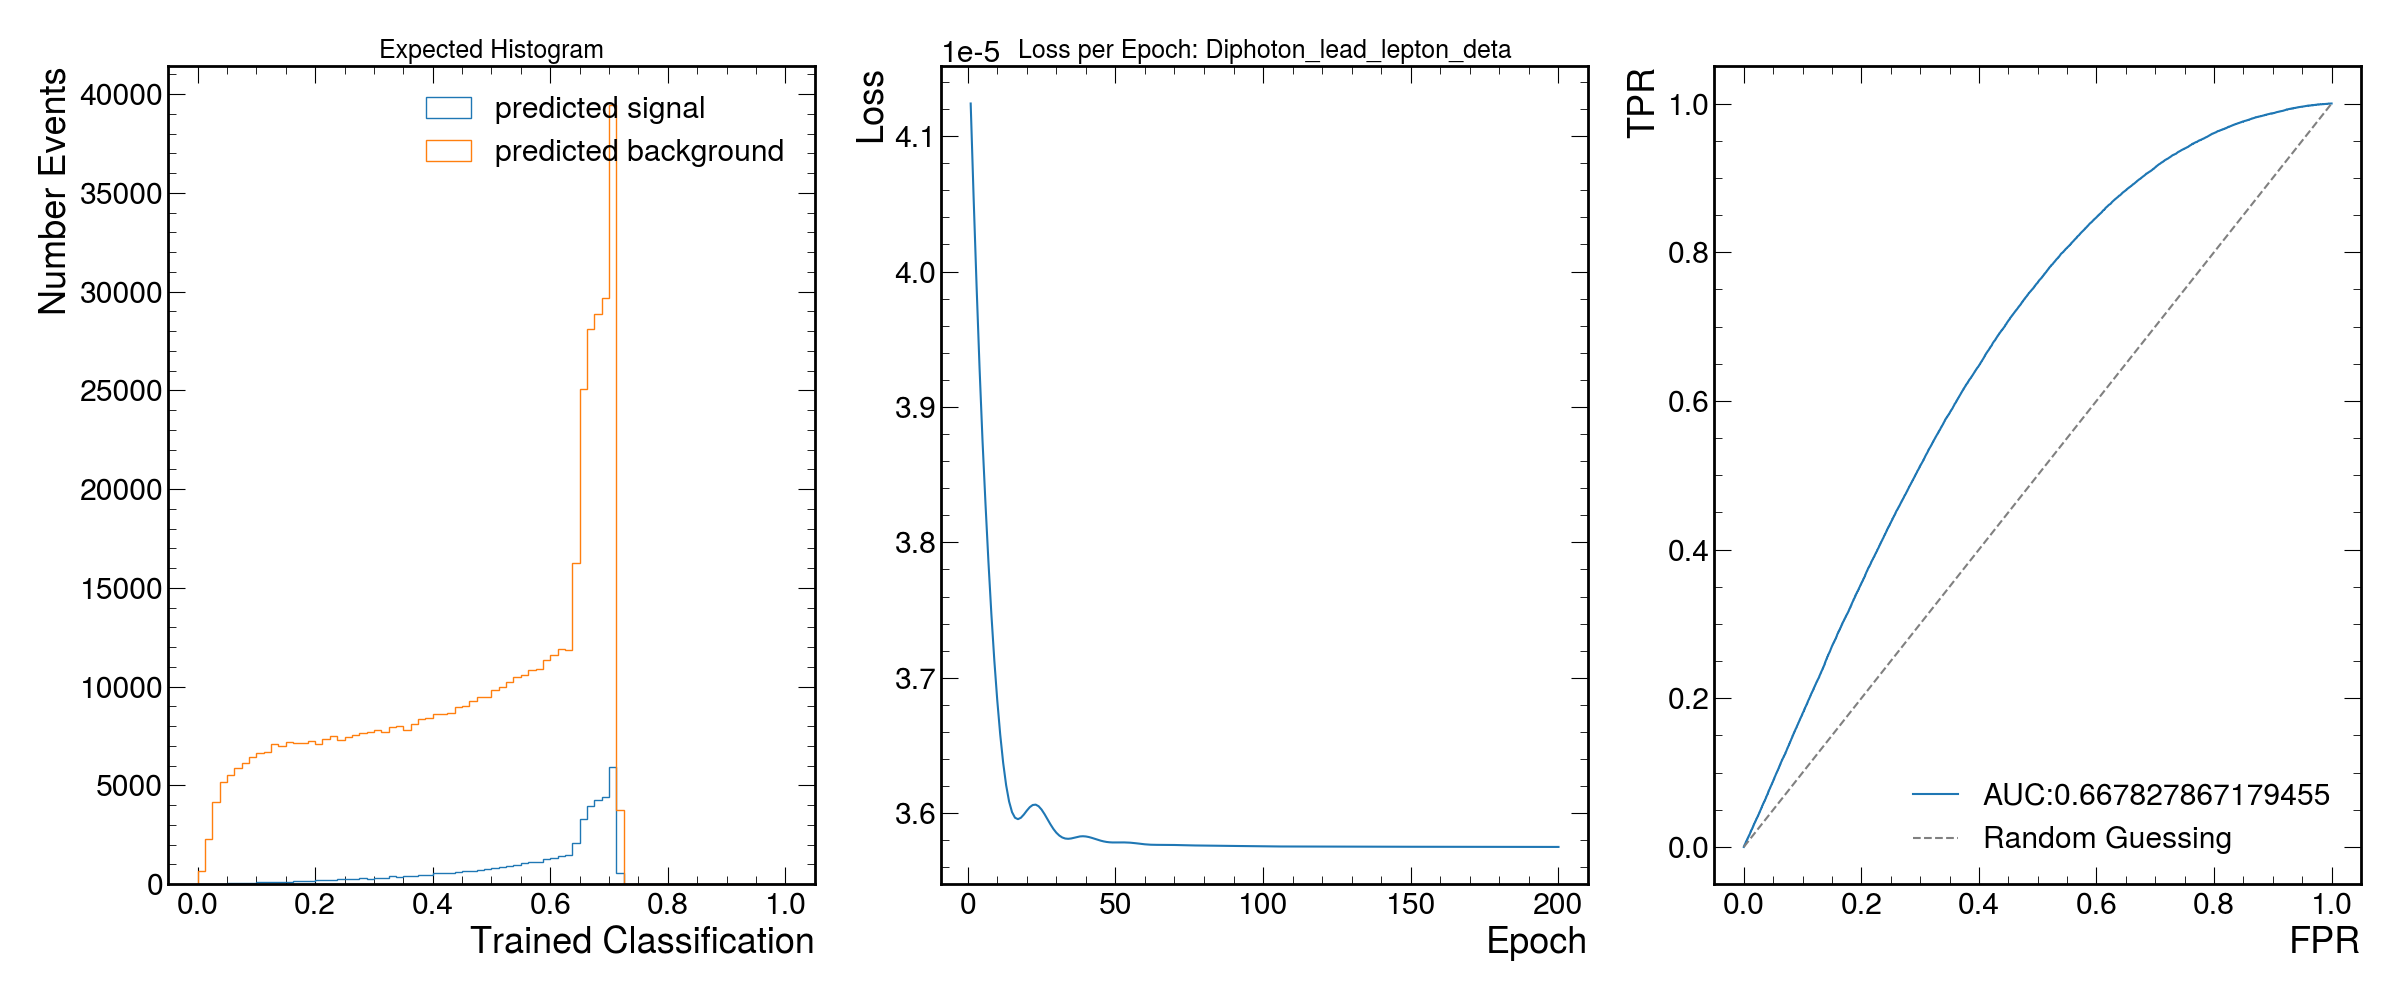 Expected Histogram
Number Events
40000
35000
30000
25000
20000
15000
10000
5000
0
predicted signal
predicted background
0.0 0.2 0.4 0.6 0.8 1.0
Trained Classification
1e-5 Loss per Epoch: Diphoton_lead_lepton_deta
Loss
4.1
4.0
3.9
3.8
3.7
3.6
0 50 100 150 200
Epoch
TPR
1.0
0.8
0.6
0.4
0.2
0.0
AUC:0.667827867179455
Random Guessing
0.0 0.2 0.4 0.6 0.8 1.0
FPR